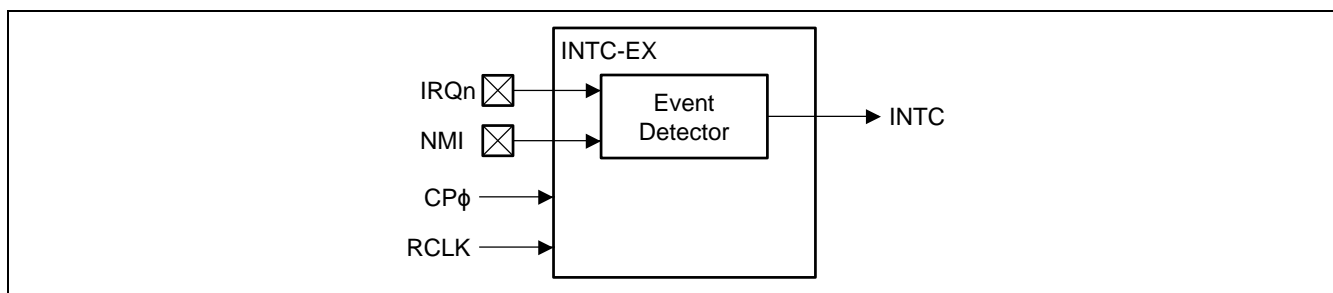 INTC-EX
IRQn
Event
Detector
INTC
NMI
CPϕ
RCLK